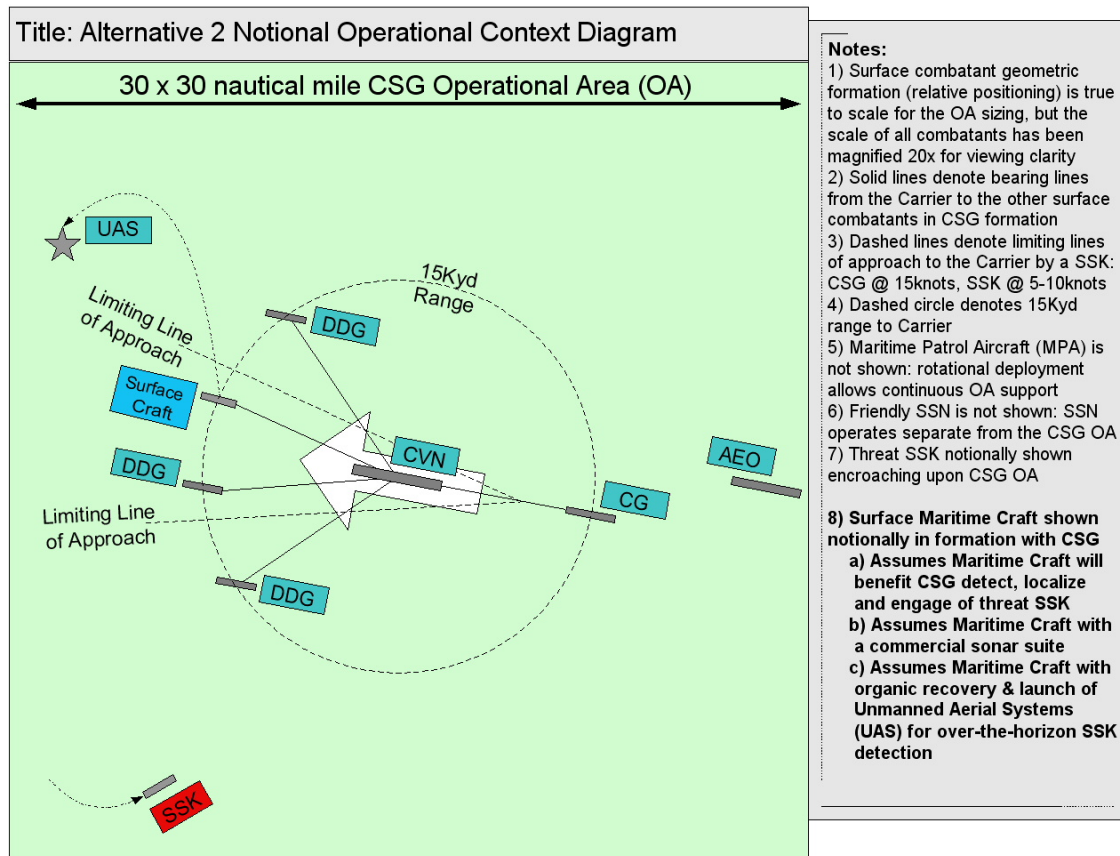 Title: Alternative 2 Notional Operational Context Diagram
30 x 30 nautical mile CSG Operational Area (OA)
UAS
15Kyd
Range
Limiting Line
of Approach
DDG
Surface
Craft
CVN
DDG
AEO
CG
Limiting Line
of Approach
DDG
SSK
Notes:
1) Surface combatant geometric
formation (relative positioning) is true
to scale for the OA sizing, but the
scale of all combatants has been
magnified 20x for viewing clarity
2) Solid lines denote bearing lines
from the Carrier to the other surface
combatants in CSG formation
3) Dashed lines denote limiting lines
of approach to the Carrier by a SSK:
CSG @ 15knots, SSK @ 5-10knots
4) Dashed circle denotes 15Kyd
range to Carrier
5) Maritime Patrol Aircraft (MPA) is
not shown: rotational deployment
allows continuous OA support
6) Friendly SSN is not shown: SSN
operates separate from the CSG OA
7) Threat SSK notionally shown
encroaching upon CSG OA
8) Surface Maritime Craft shown
notionally in formation with CSG
a) Assumes Maritime Craft will
benefit CSG detect, localize
and engage of threat SSK
b) Assumes Maritime Craft with
a commercial sonar suite
c) Assumes Maritime Craft with
organic recovery & launch of
Unmanned Aerial Systems
(UAS) for over-the-horizon SSK
detection